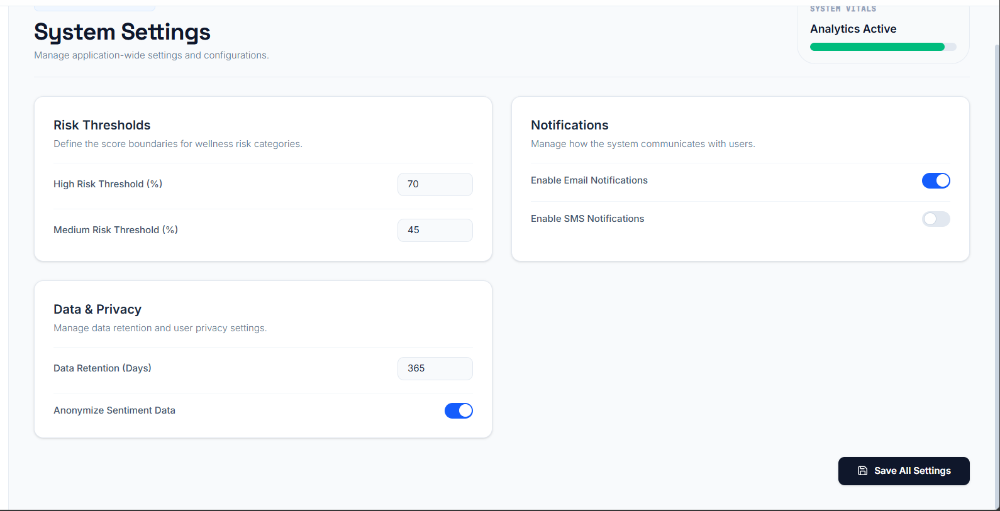 SYSTEM VITALS
System Settings
Analytics Active
Manage application-wide settings and configurations.
Risk Thresholds
Define the score boundaries for wellness risk categories.
High Risk Threshold (%)
70
Medium Risk Threshold (%)
45
Notifications
Manage how the system communicates with users.
Enable Email Notifications
Enable SMS Notifications
Data & Privacy
Manage data retention and user privacy settings.
Data Retention (Days)
365
Anonymize Sentiment Data
Save All Settings